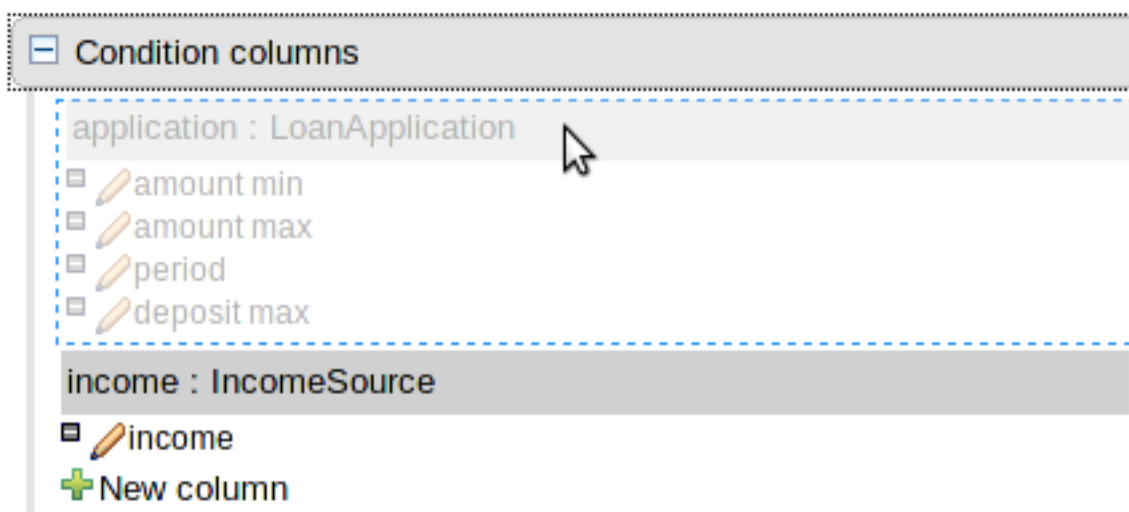 Condition columns
application : LoanApplication
amount min
amount max
period
deposit max
income : IncomeSource
income
New column